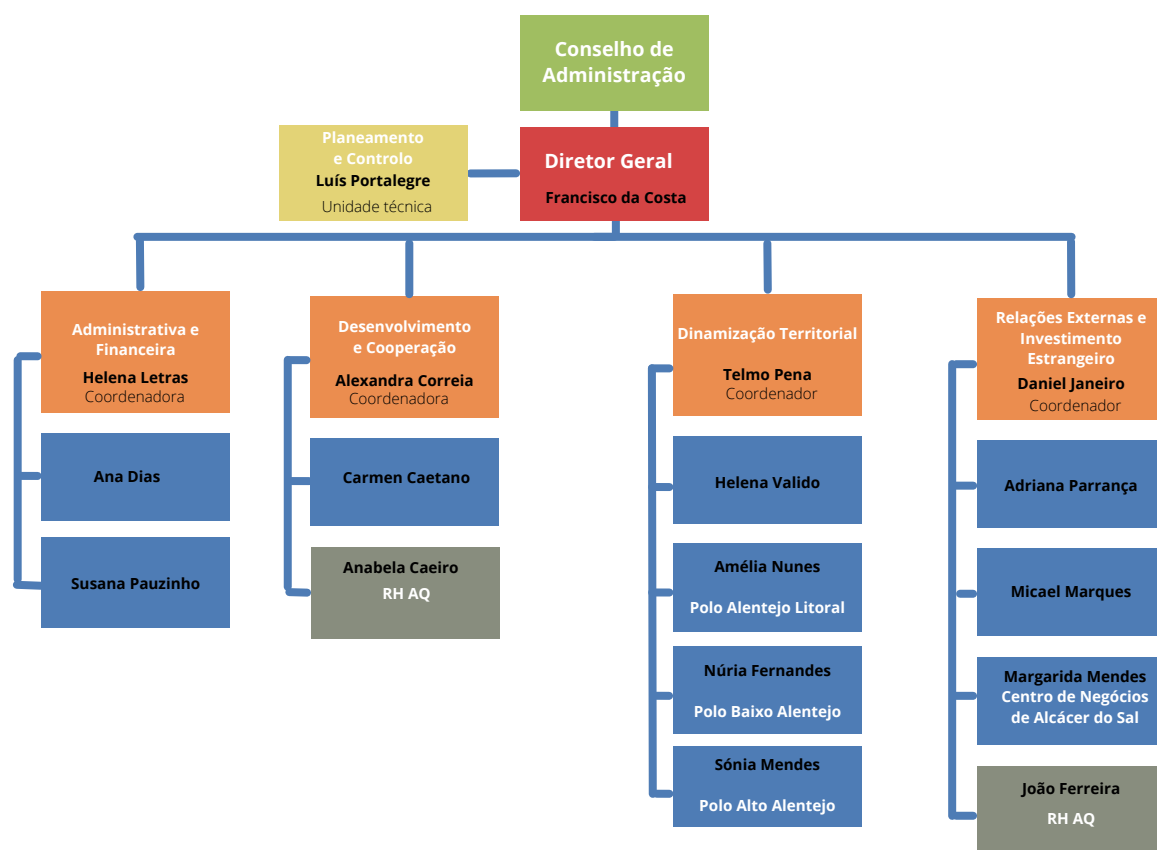 Conselho de
Administração
Planeamento
e Controlo
Luís Portalegre
Unidade técnica
Diretor Geral
Francisco da Costa
Administrativa e
Financeira
Helena Letras
Coordenadora
Ana Dias
Susana Pauzinho
Desenvolvimento
e Cooperação
Alexandra Correia
Coordenadora
Carmen Caetano
Anabela Caeiro
RH AQ
Dinamização Territorial
Telmo Pena
Coordenador
Helena Valido
Amélia Nunes
Polo Alentejo Litoral
Núria Fernandes
Polo Baixo Alentejo
Sónia Mendes
Polo Alto Alentejo
Relações Externas e
Investimento
Estrangeiro
Daniel Janeiro
Coordenador
Adriana Parrança
Micael Marques
Margarida Mendes
Centro de Negócios
de Alcácer do Sal
João Ferreira
RH AQ